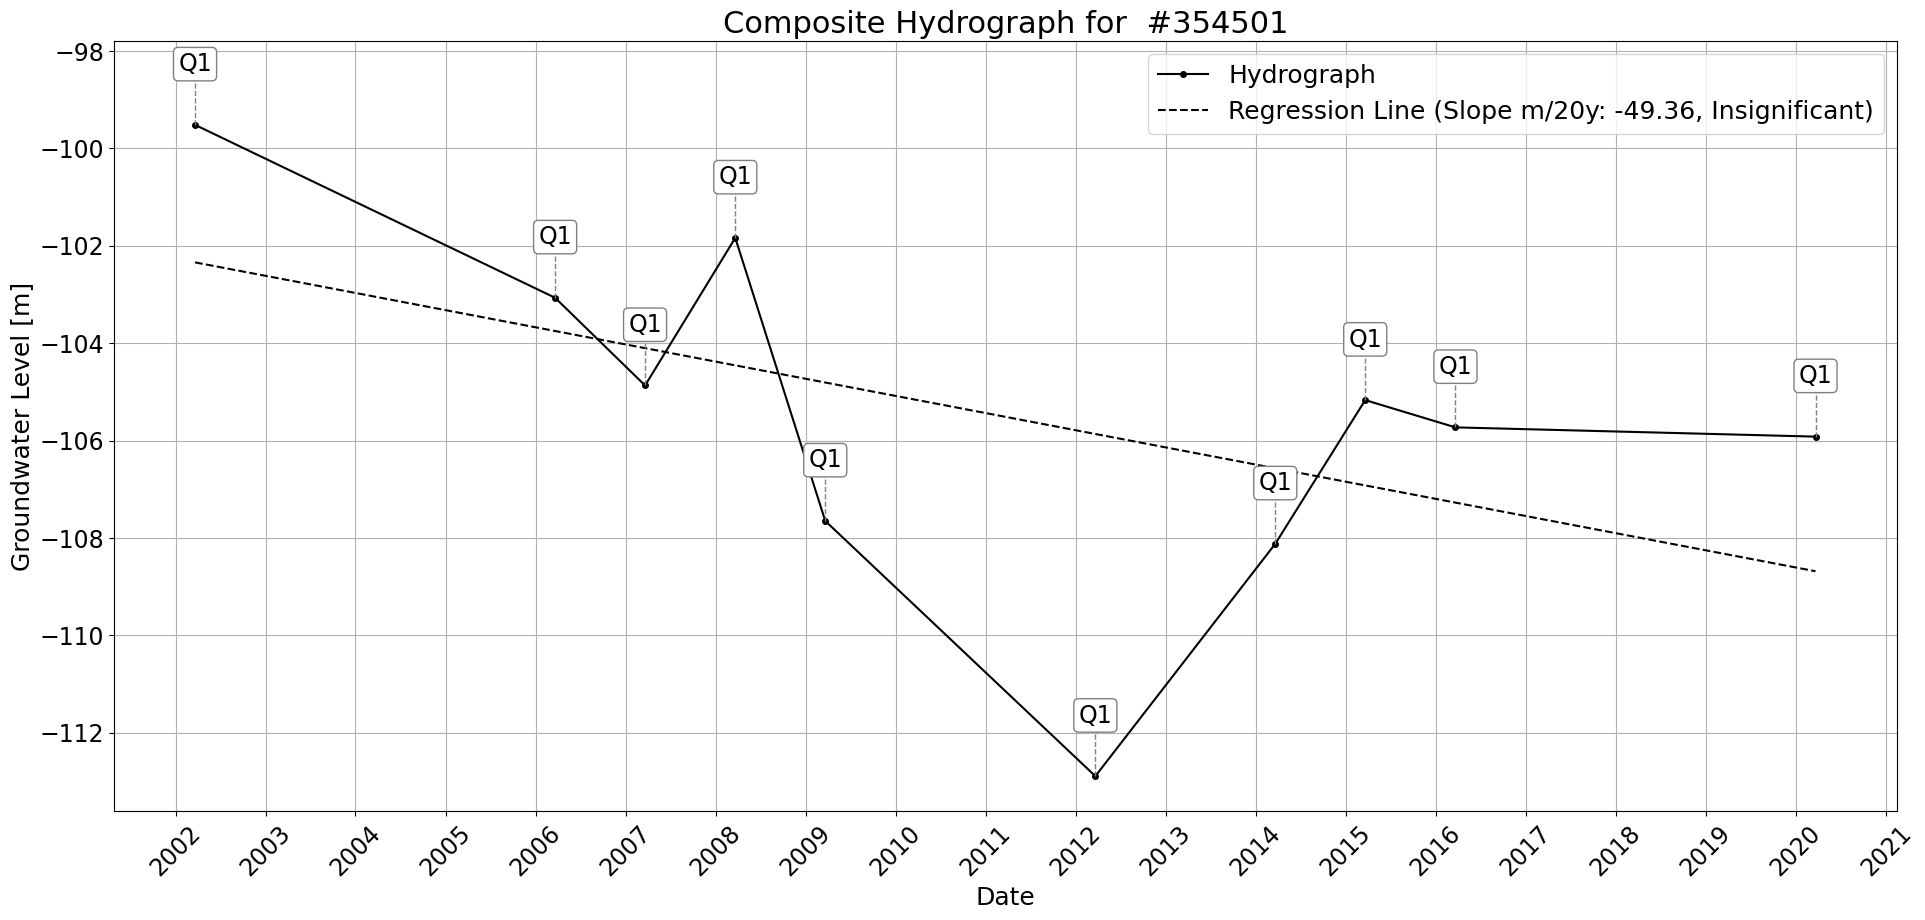 Composite Hydrograph for  #354501
Hydrograph
Regression Line (Slope m/20y: -49.36, Insignificant)
Groundwater Level [m]
−98
−100
−102
−104
−106
−108
−110
−112
Q1
Q1
Q1
Q1
Q1
Q1
Q1
Q1
Q1
Q1
2002
2003
2004
2005
2006
2007
2008
2009
2010
2011
2012
2013
2014
2015
2016
2017
2018
2019
2020
2021
Date